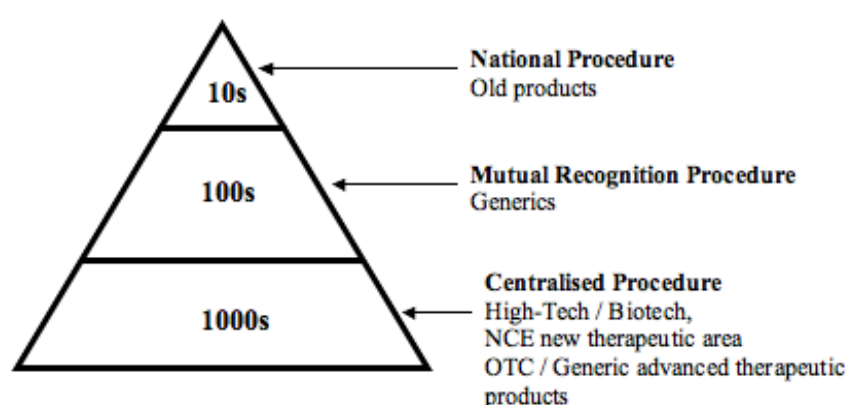 10s
National Procedure
Old products
100s
Mutual Recognition Procedure
Generics
1000s
Centralised Procedure
High-Tech / Biotech,
NCE new therapeutic area
OTC / Generic advanced therapeutic
products